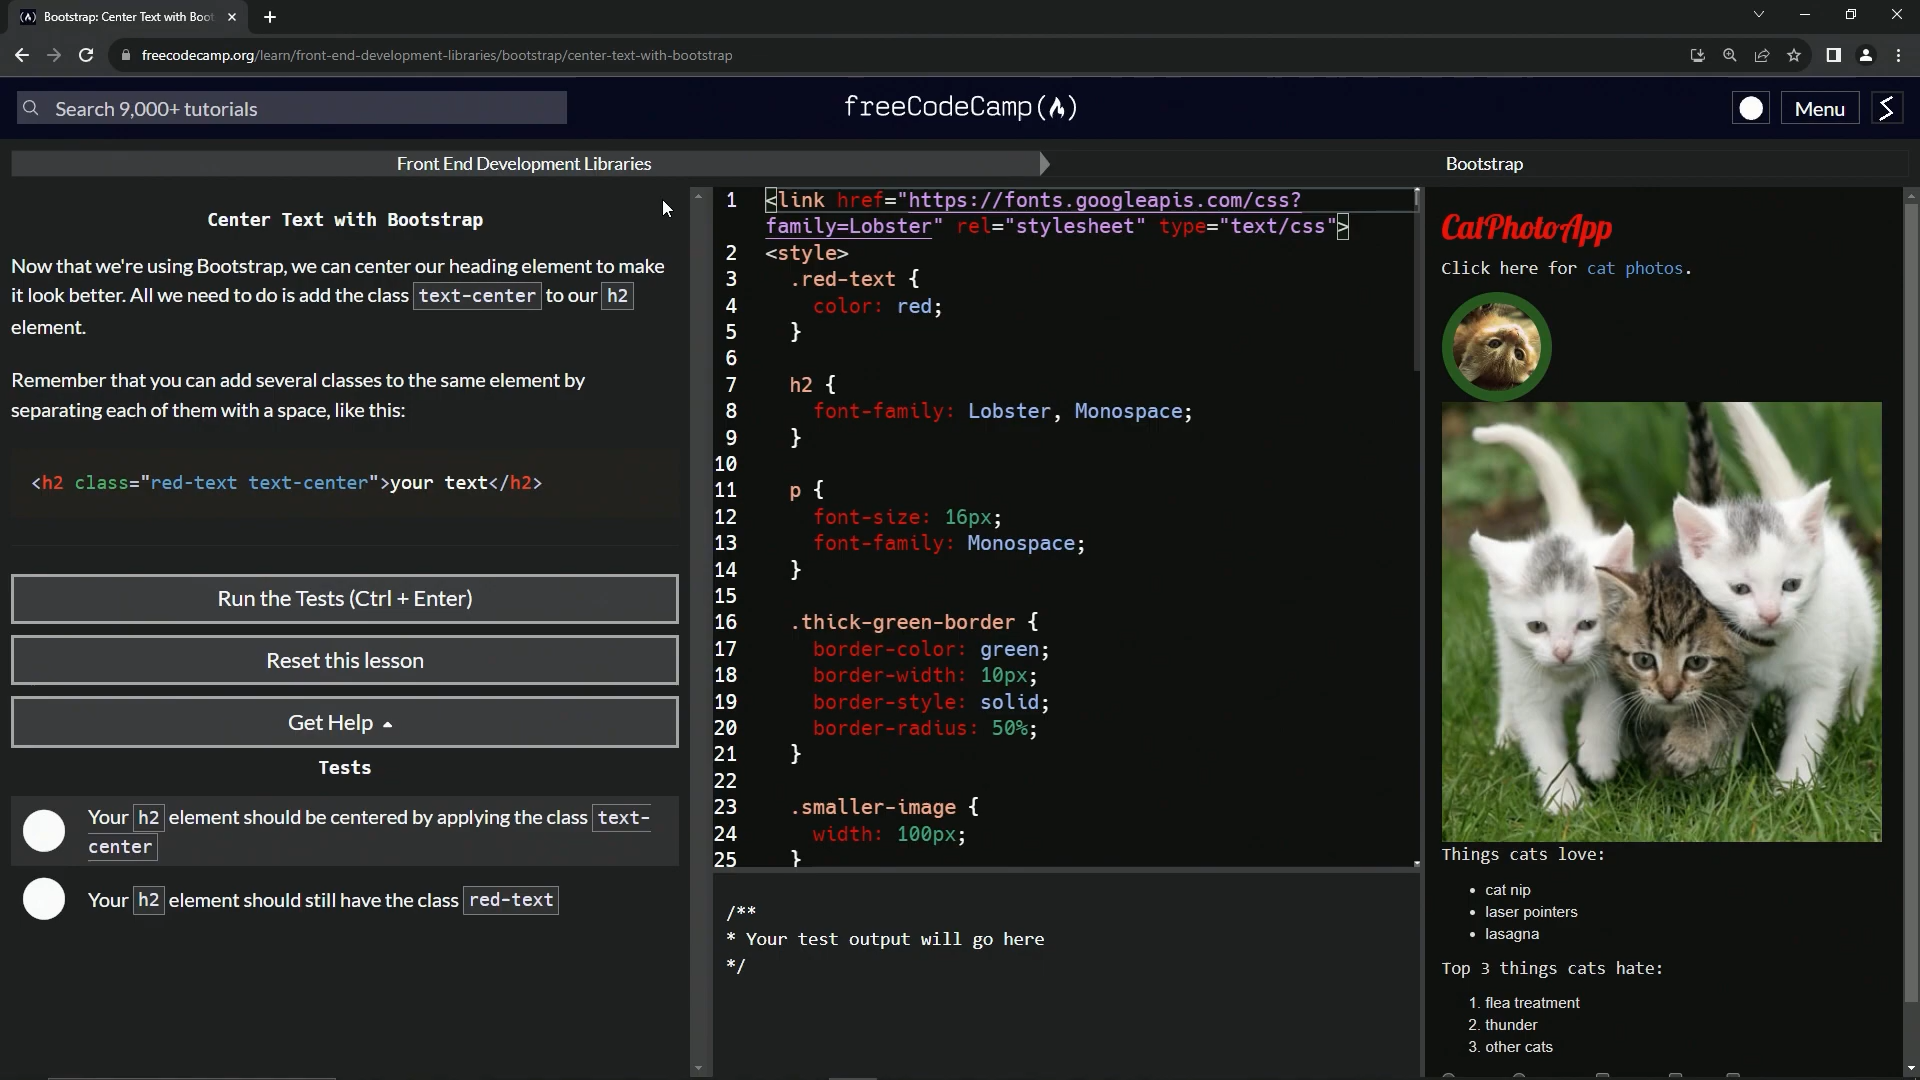 Bootstrap: Center Text with Boot
freecodecamp.org/learn/front-end-development-libraries/bootstrap/center-text-with-bootstrap
Search 9,000+ tutorials
freeCodeCamp(🔥)
Menu
Front End Development Libraries
Bootstrap
Center Text with Bootstrap
Now that we're using Bootstrap, we can center our heading element to make
it look better. All we need to do is add the class text-center to our h2
element.
Remember that you can add several classes to the same element by
separating each of them with a space, like this:
<h2 class="red-text text-center">your text</h2>
Run the Tests (Ctrl + Enter)
Reset this lesson
Get Help
Tests
Your h2 element should be centered by applying the class text-
center
Your h2 element should still have the class red-text
1 <link href="https://fonts.googleapis.com/css?
family=Lobster" rel="stylesheet" type="text/css">
2 <style>
3 .red-text {
4 color: red;
5 }
6
7 h2 {
8 font-family: Lobster, Monospace;
9 }
10
11 p {
12 font-size: 16px;
13 font-family: Monospace;
14 }
15
16 .thick-green-border {
17 border-color: green;
18 border-width: 10px;
19 border-style: solid;
20 border-radius: 50%;
21 }
22
23 .smaller-image {
24 width: 100px;
25 }
/**
* Your test output will go here
*/
CatPhotoApp
Click here for cat photos.
Things cats love:
• cat nip
• laser pointers
• lasagna
Top 3 things cats hate:
1. flea treatment
2. thunder
3. other cats